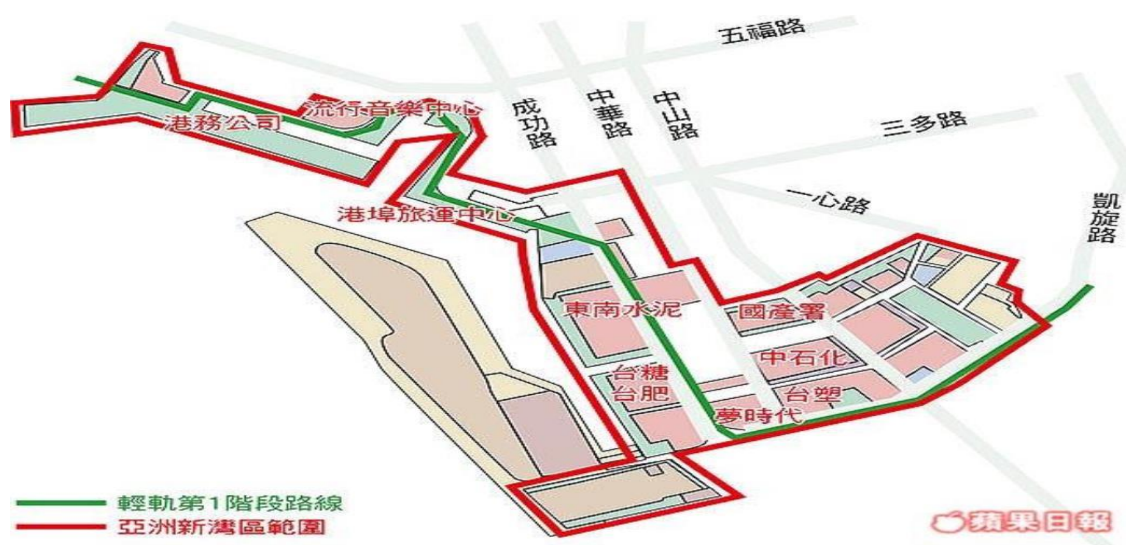 五福路
流行音樂中心
港務公司
成功路
中華路
中山路
三多路
一心路
凱旋路
港埠旅運中心
東南水泥
國產署
中石化
台糖
台肥
台塑
夢時代
輕軌第1階段路線
亞洲新灣區範圍
蘋果日報